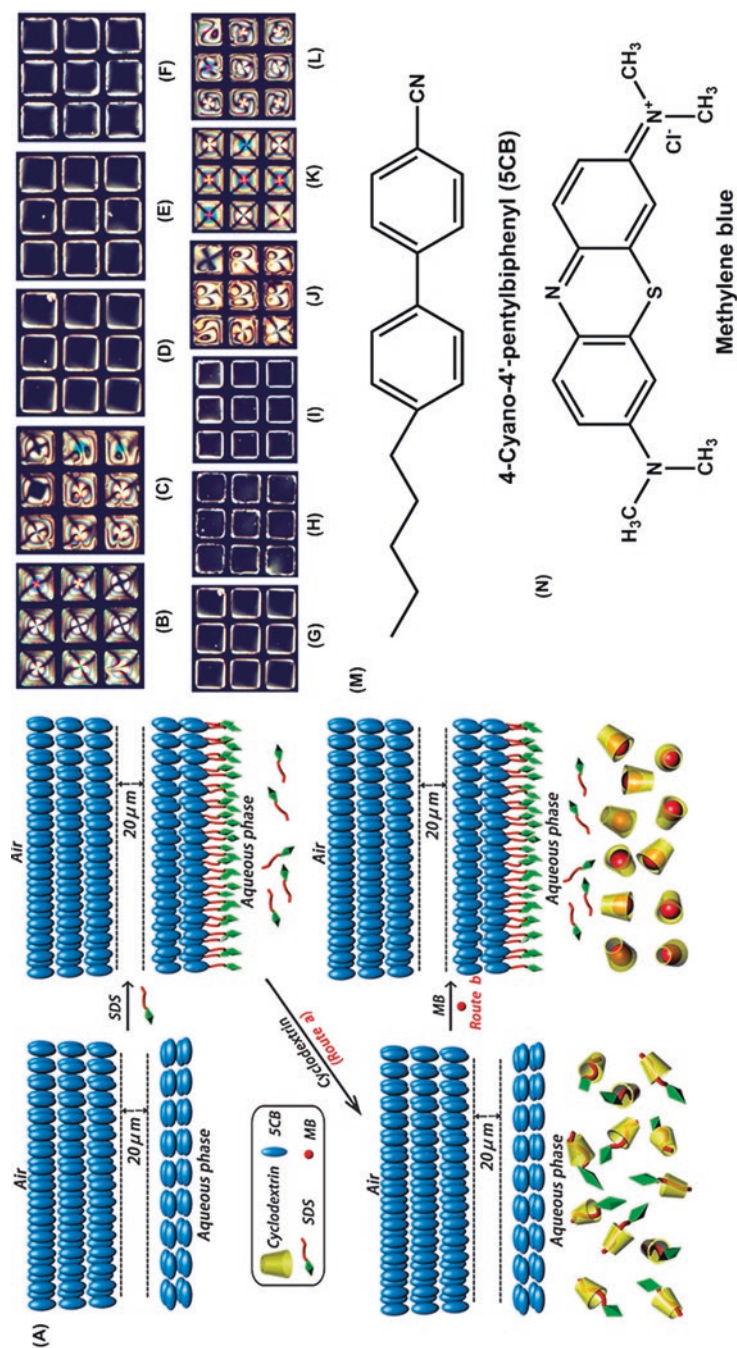 (A)
Air
20 µm
Aqueous phase
SDS
Air
20 µm
Aqueous phase
Cyclodextrin
(Route a)
Cyclodextrin
5CB
SDS
MB
Air
20 µm
Aqueous phase
MB
Route b
Air
20 µm
Aqueous phase
(B)
(C)
(D)
(E)
(F)
(G)
(H)
(I)
(J)
(K)
(L)
(M)
CN
4-Cyano-4'-pentylbiphenyl (5CB)
(N)
N
H₃C
N
CH₃
S
N⁺
CH₃
CH₃
Cl⁻
Methylene blue